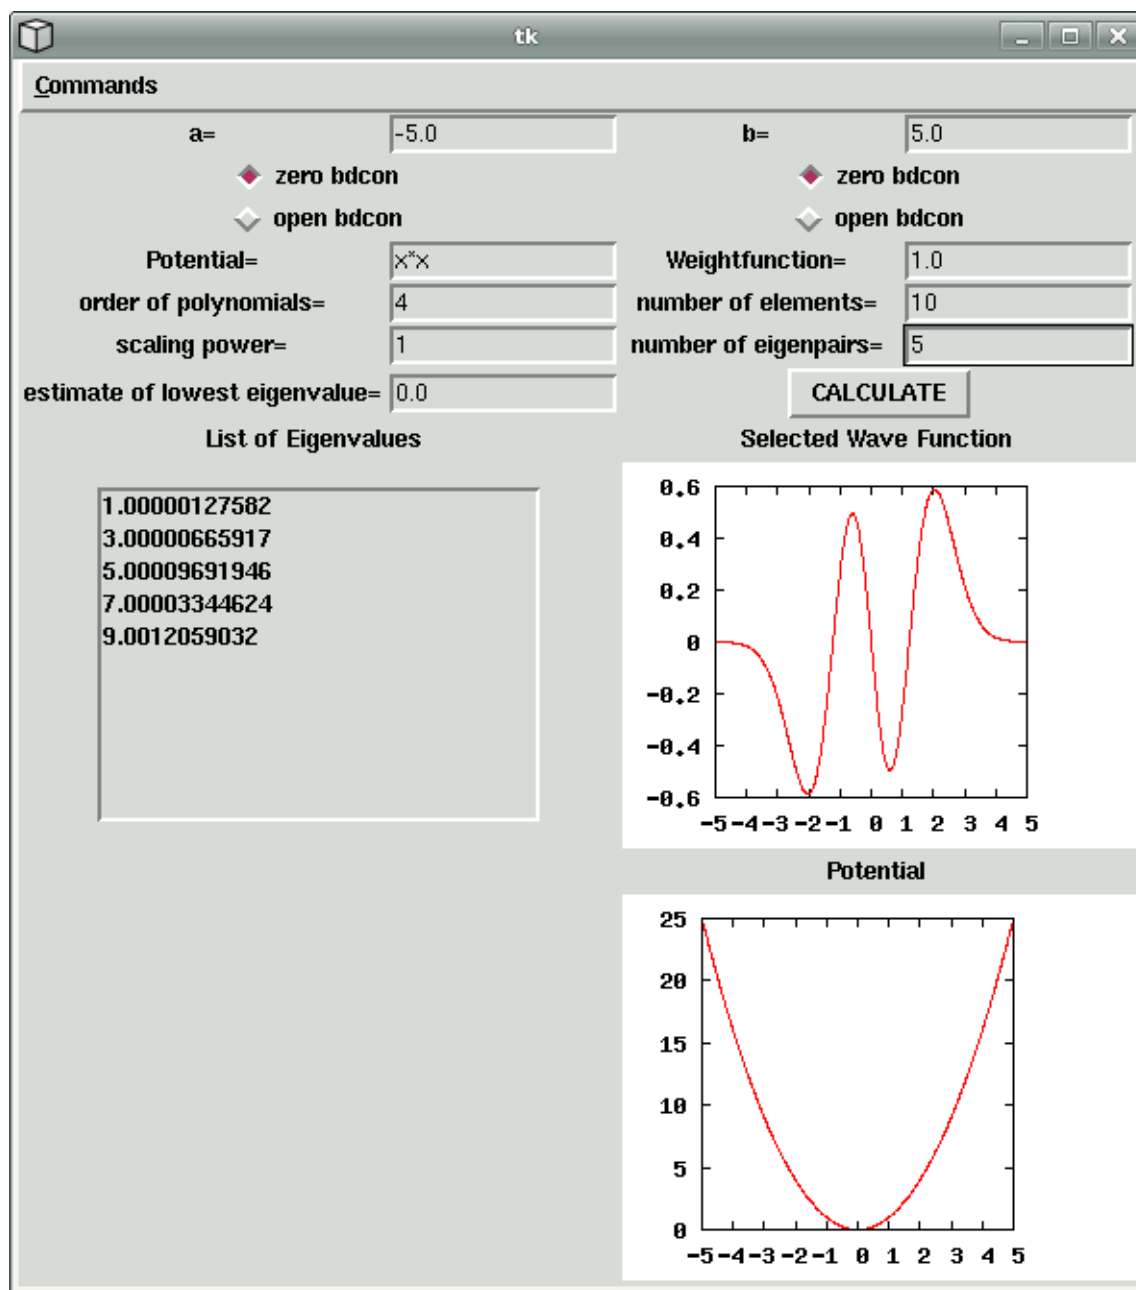 tk
Commands
a= -5.0 b= 5.0
zero bdcon zero bdcon
open bdcon open bdcon
Potential= x*x Weightfunction= 1.0
order of polynomials= 4 number of elements= 10
scaling power= 1 number of eigenpairs= 5
estimate of lowest eigenvalue= 0.0 CALCULATE
List of Eigenvalues Selected Wave Function
1.00000127582
3.00000665917
5.00009691946
7.00003344624
9.0012059032
0.6
0.4
0.2
0
-0.2
-0.4
-0.6
-5 -4 -3 -2 -1 0 1 2 3 4 5
Potential
25
20
15
10
5
0
-5 -4 -3 -2 -1 0 1 2 3 4 5